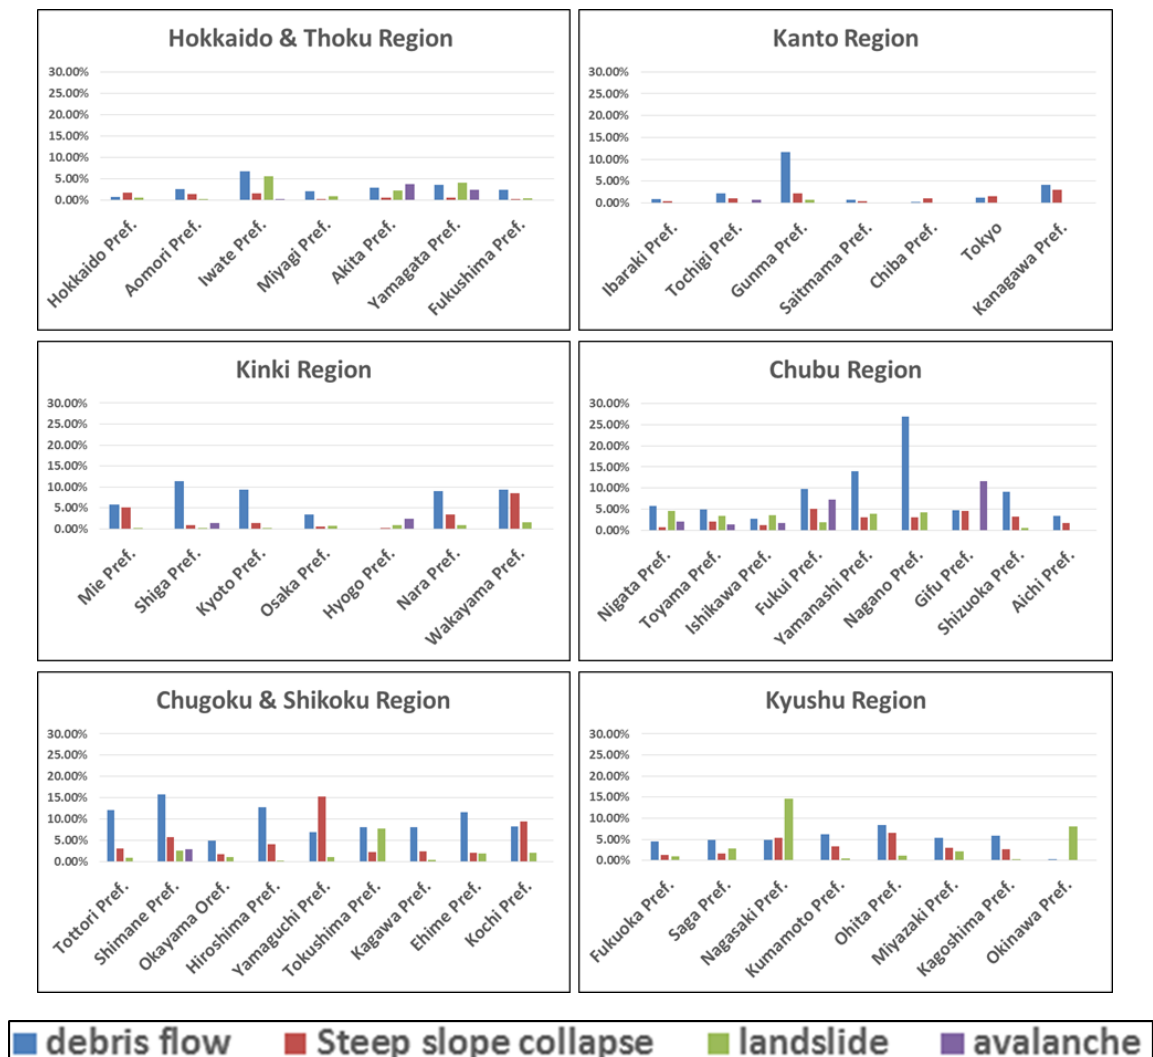 Hokkaido & Thoku Region
30.00%
25.00%
20.00%
15.00%
10.00%
5.00%
0.00%
Hokkaido Pref.
Aomori Pref.
Iwate Pref.
Miyagi Pref.
Akita Pref.
Yamagata Pref.
Fukushima Pref.
Kanto Region
30.00%
25.00%
20.00%
15.00%
10.00%
5.00%
0.00%
Ibaraki Pref.
Tochigi Pref.
Gunma Pref.
Saitmama Pref.
Chiba Pref.
Tokyo
Kanagawa Pref.
Kinki Region
30.00%
25.00%
20.00%
15.00%
10.00%
5.00%
0.00%
Mie Pref.
Shiga Pref.
Kyoto Pref.
Osaka Pref.
Hyogo Pref.
Nara Pref.
Wakayama Pref.
Chubu Region
30.00%
25.00%
20.00%
15.00%
10.00%
5.00%
0.00%
Nigata Pref.
Toyama Pref.
Ishikawa Pref.
Fukui Pref.
Yamanashi Pref.
Nagano Pref.
Gifu Pref.
Shizuoka Pref.
Aichi Pref.
Chugoku & Shikoku Region
30.00%
25.00%
20.00%
15.00%
10.00%
5.00%
0.00%
Tottori Pref.
Shimane Pref.
Okayama Oref.
Hiroshima Pref.
Yamaguchi Pref.
Tokushima Pref.
Kagawa Pref.
Ehime Pref.
Kochi Pref.
Kyushu Region
30.00%
25.00%
20.00%
15.00%
10.00%
5.00%
0.00%
Fukuoka Pref.
Saga Pref.
Nagasaki Pref.
Kumamoto Pref.
Ohita Pref.
Miyazaki Pref.
Kagoshima Pref.
Okinawa Pref.
debris flow Steep slope collapse landslide avalanche